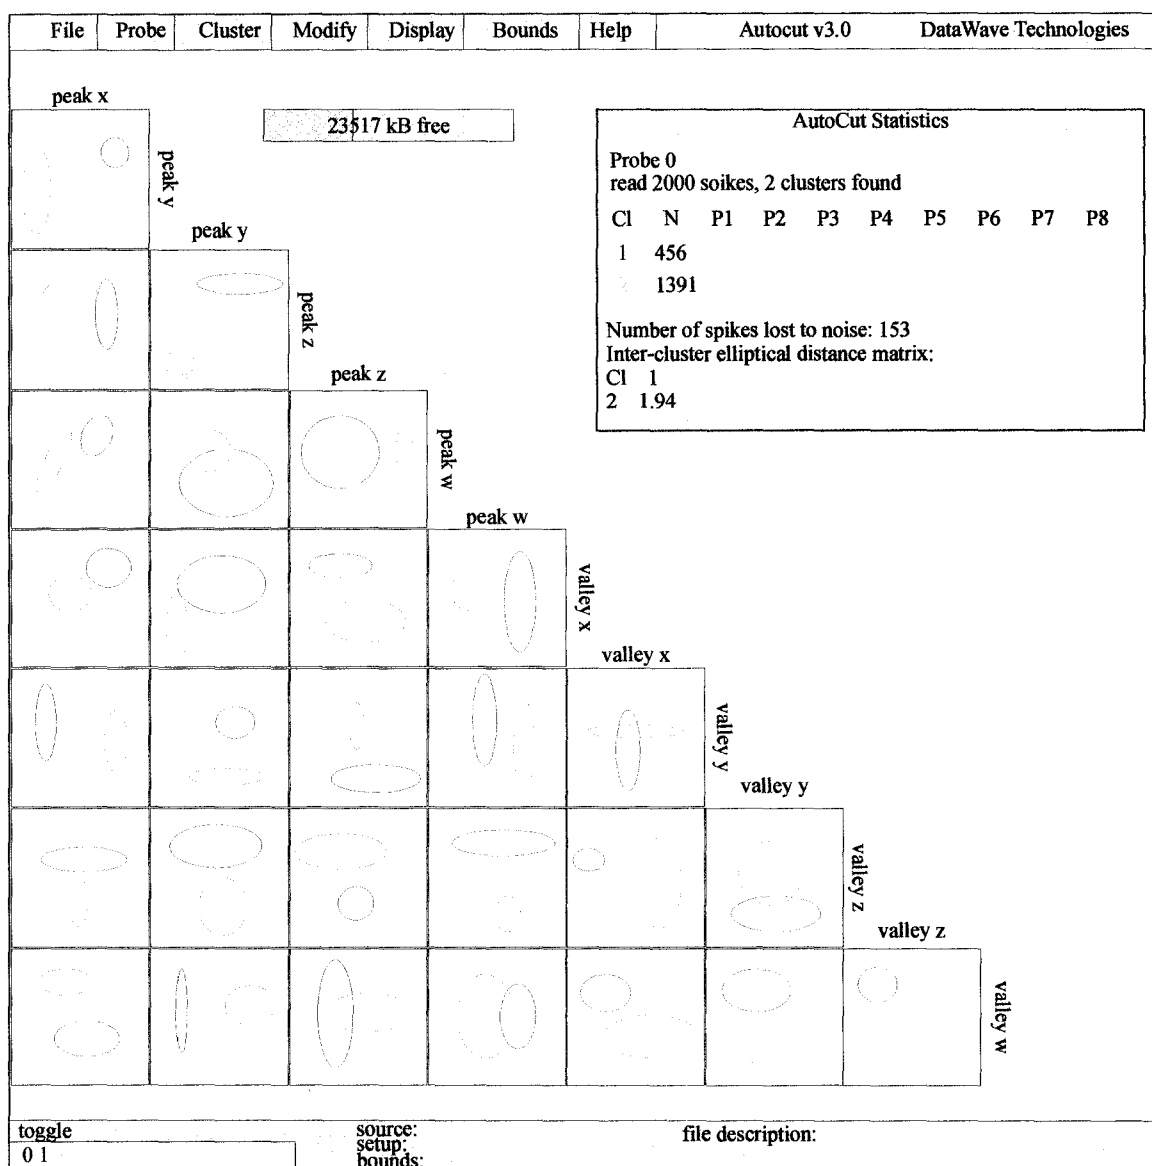 File Probe Cluster Modify Display Bounds Help Autocut v3.0 DataWave Technologies
peak x
23517 kB free
AutoCut Statistics
Probe 0
read 2000 soikes, 2 clusters found
Cl N P1 P2 P3 P4 P5 P6 P7 P8
1 456
1391
Number of spikes lost to noise: 153
Inter-cluster elliptical distance matrix:
Cl 1
2 1.94
peak y
peak y
peak z
peak z
peak w
peak w
valley x
valley x
valley y
valley y
valley z
valley z
valley w
toggle
0 1
source:
setup:
bounds:
file description: